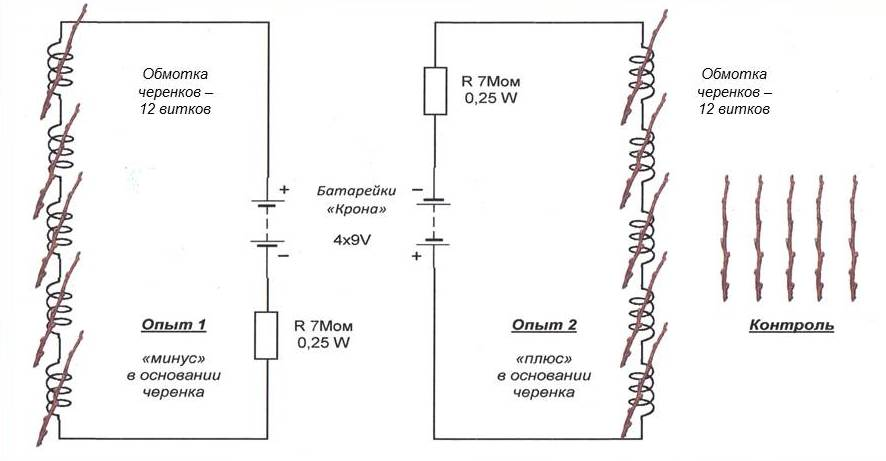 Обмотка
черенков –
12 витков
+
–
R 7Мом
0,25 W
Опыт 1
«минус»
в основании
черенка
Батарейки
«Крона»
4x9V
R 7Мом
0,25 W
–
+
Опыт 2
«плюс»
в основании
черенка
Обмотка
черенков –
12 витков
Контроль